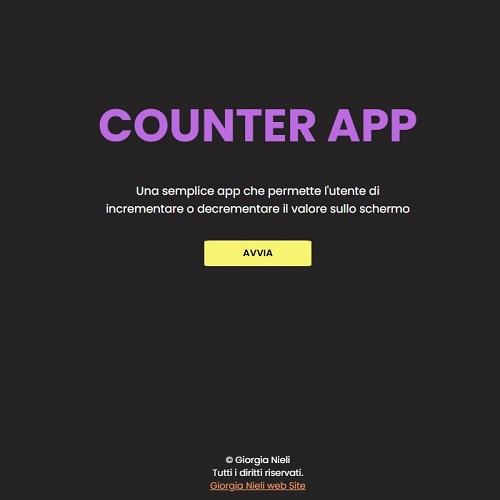 COUNTER APP
Una semplice app che permette l'utente di
incrementare o decrementare il valore sullo schermo
AVVIA
© Giorgia Nieli
Tutti i diritti riservati.
Giorgia Nieli web Site